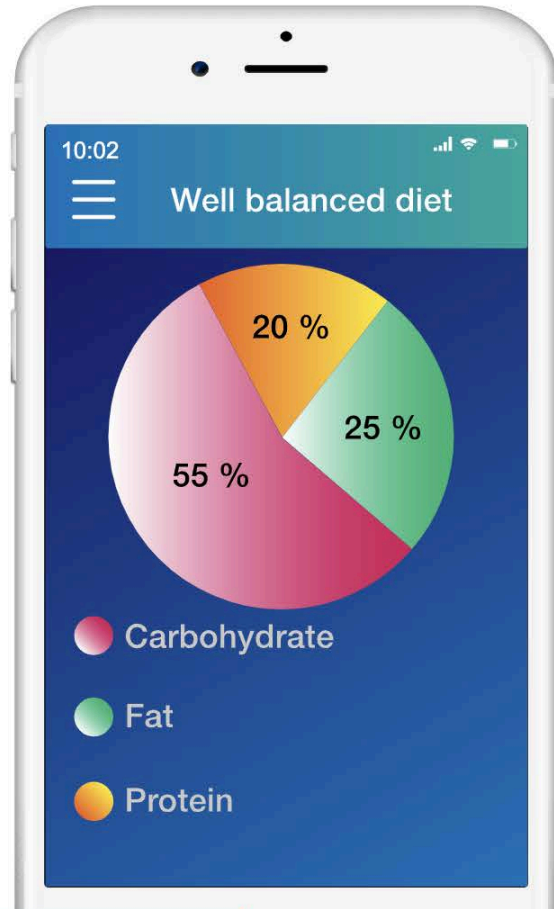 10:02
Well balanced diet
20 %
25 %
55 %
Carbohydrate
Fat
Protein